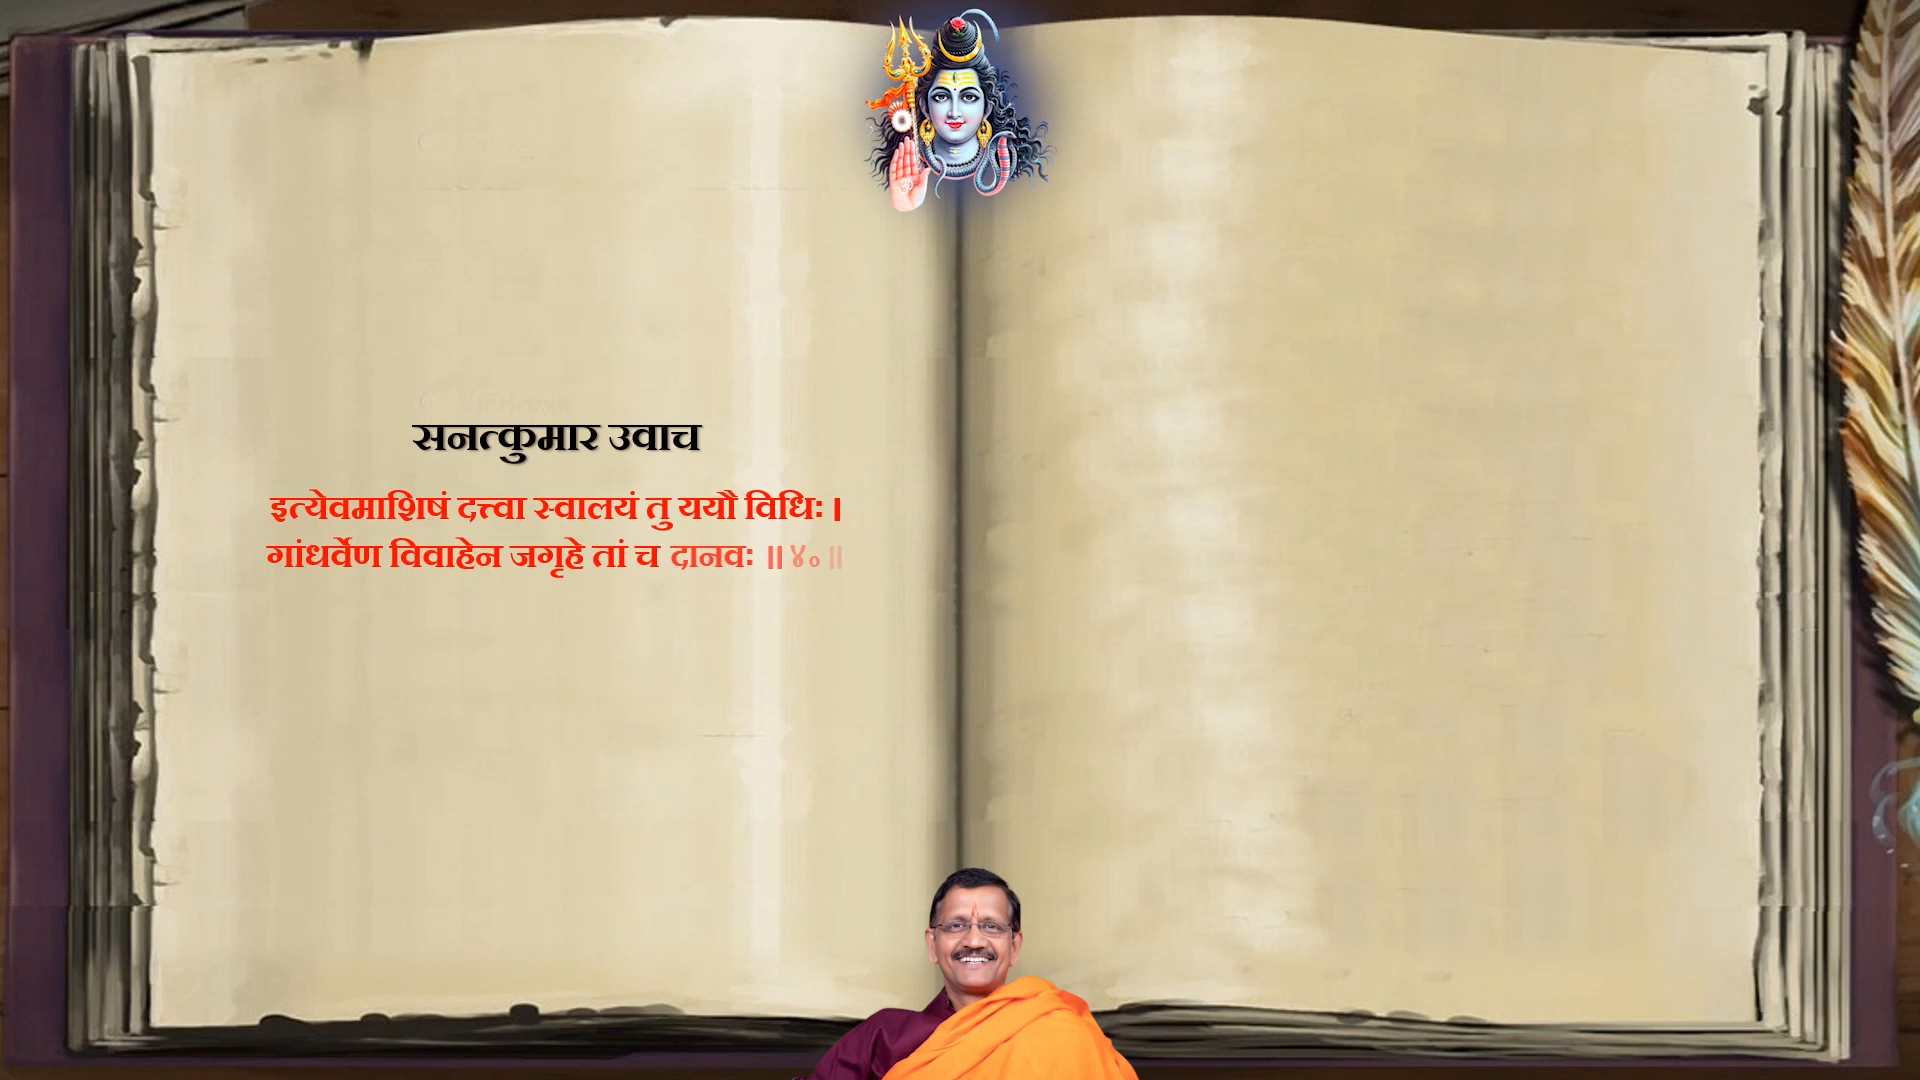 सनत्कुमार उवाच
इत्येवमाशिषं दत्त्वा स्वालयं तु ययौ विधिः ।
गांधर्वेण विवाहेन जगृहे तां च दानवः ॥ ४० ॥